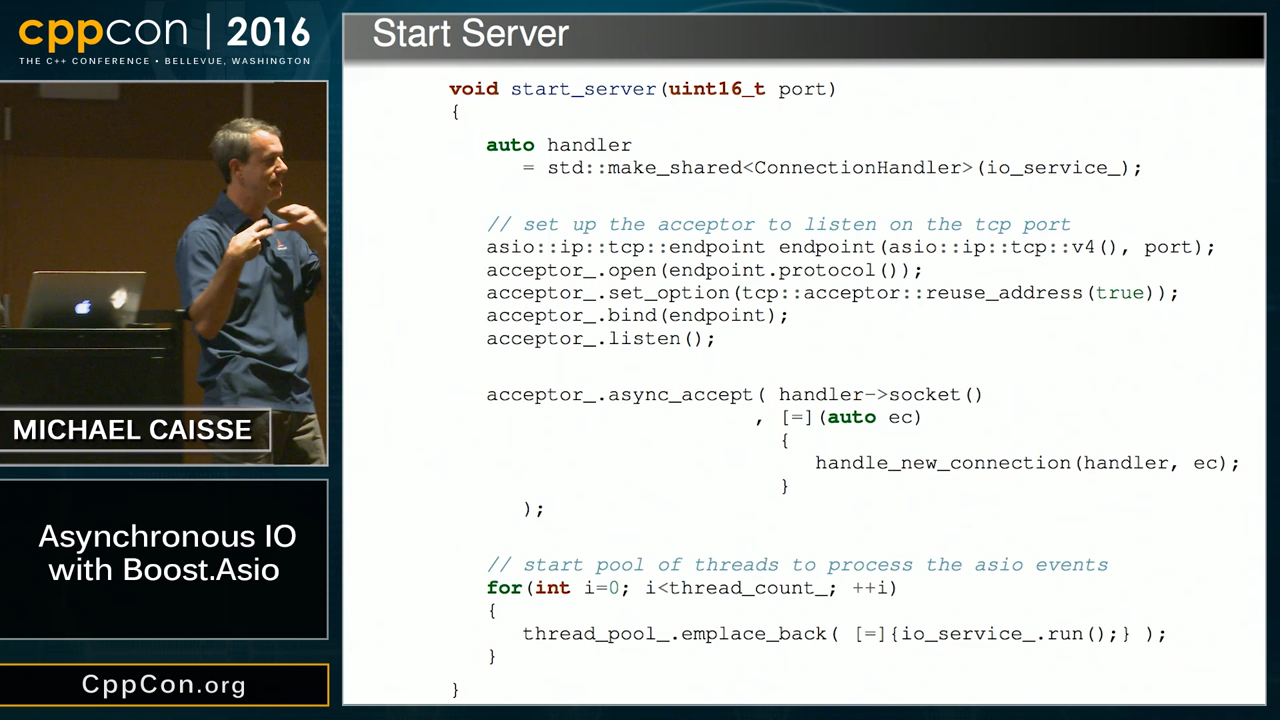 cppcon | 2016
THE C++ CONFERENCE • BELLEVUE, WASHINGTON
MICHAEL CAISSE
Asynchronous IO
with Boost.Asio
CppCon.org
Start Server
void start_server(uint16_t port)
{
auto handler
= std::make_shared<ConnectionHandler>(io_service_);
// set up the acceptor to listen on the tcp port
asio::ip::tcp::endpoint endpoint(asio::ip::tcp::v4(), port);
acceptor_.open(endpoint.protocol());
acceptor_.set_option(tcp::acceptor::reuse_address(true));
acceptor_.bind(endpoint);
acceptor_.listen();
acceptor_.async_accept( handler->socket()
, [=](auto ec)
{
handle_new_connection(handler, ec);
}
);
// start pool of threads to process the asio events
for(int i=0; i<thread_count_; ++i)
{
thread_pool_.emplace_back( [=]{io_service_.run();} );
}
}